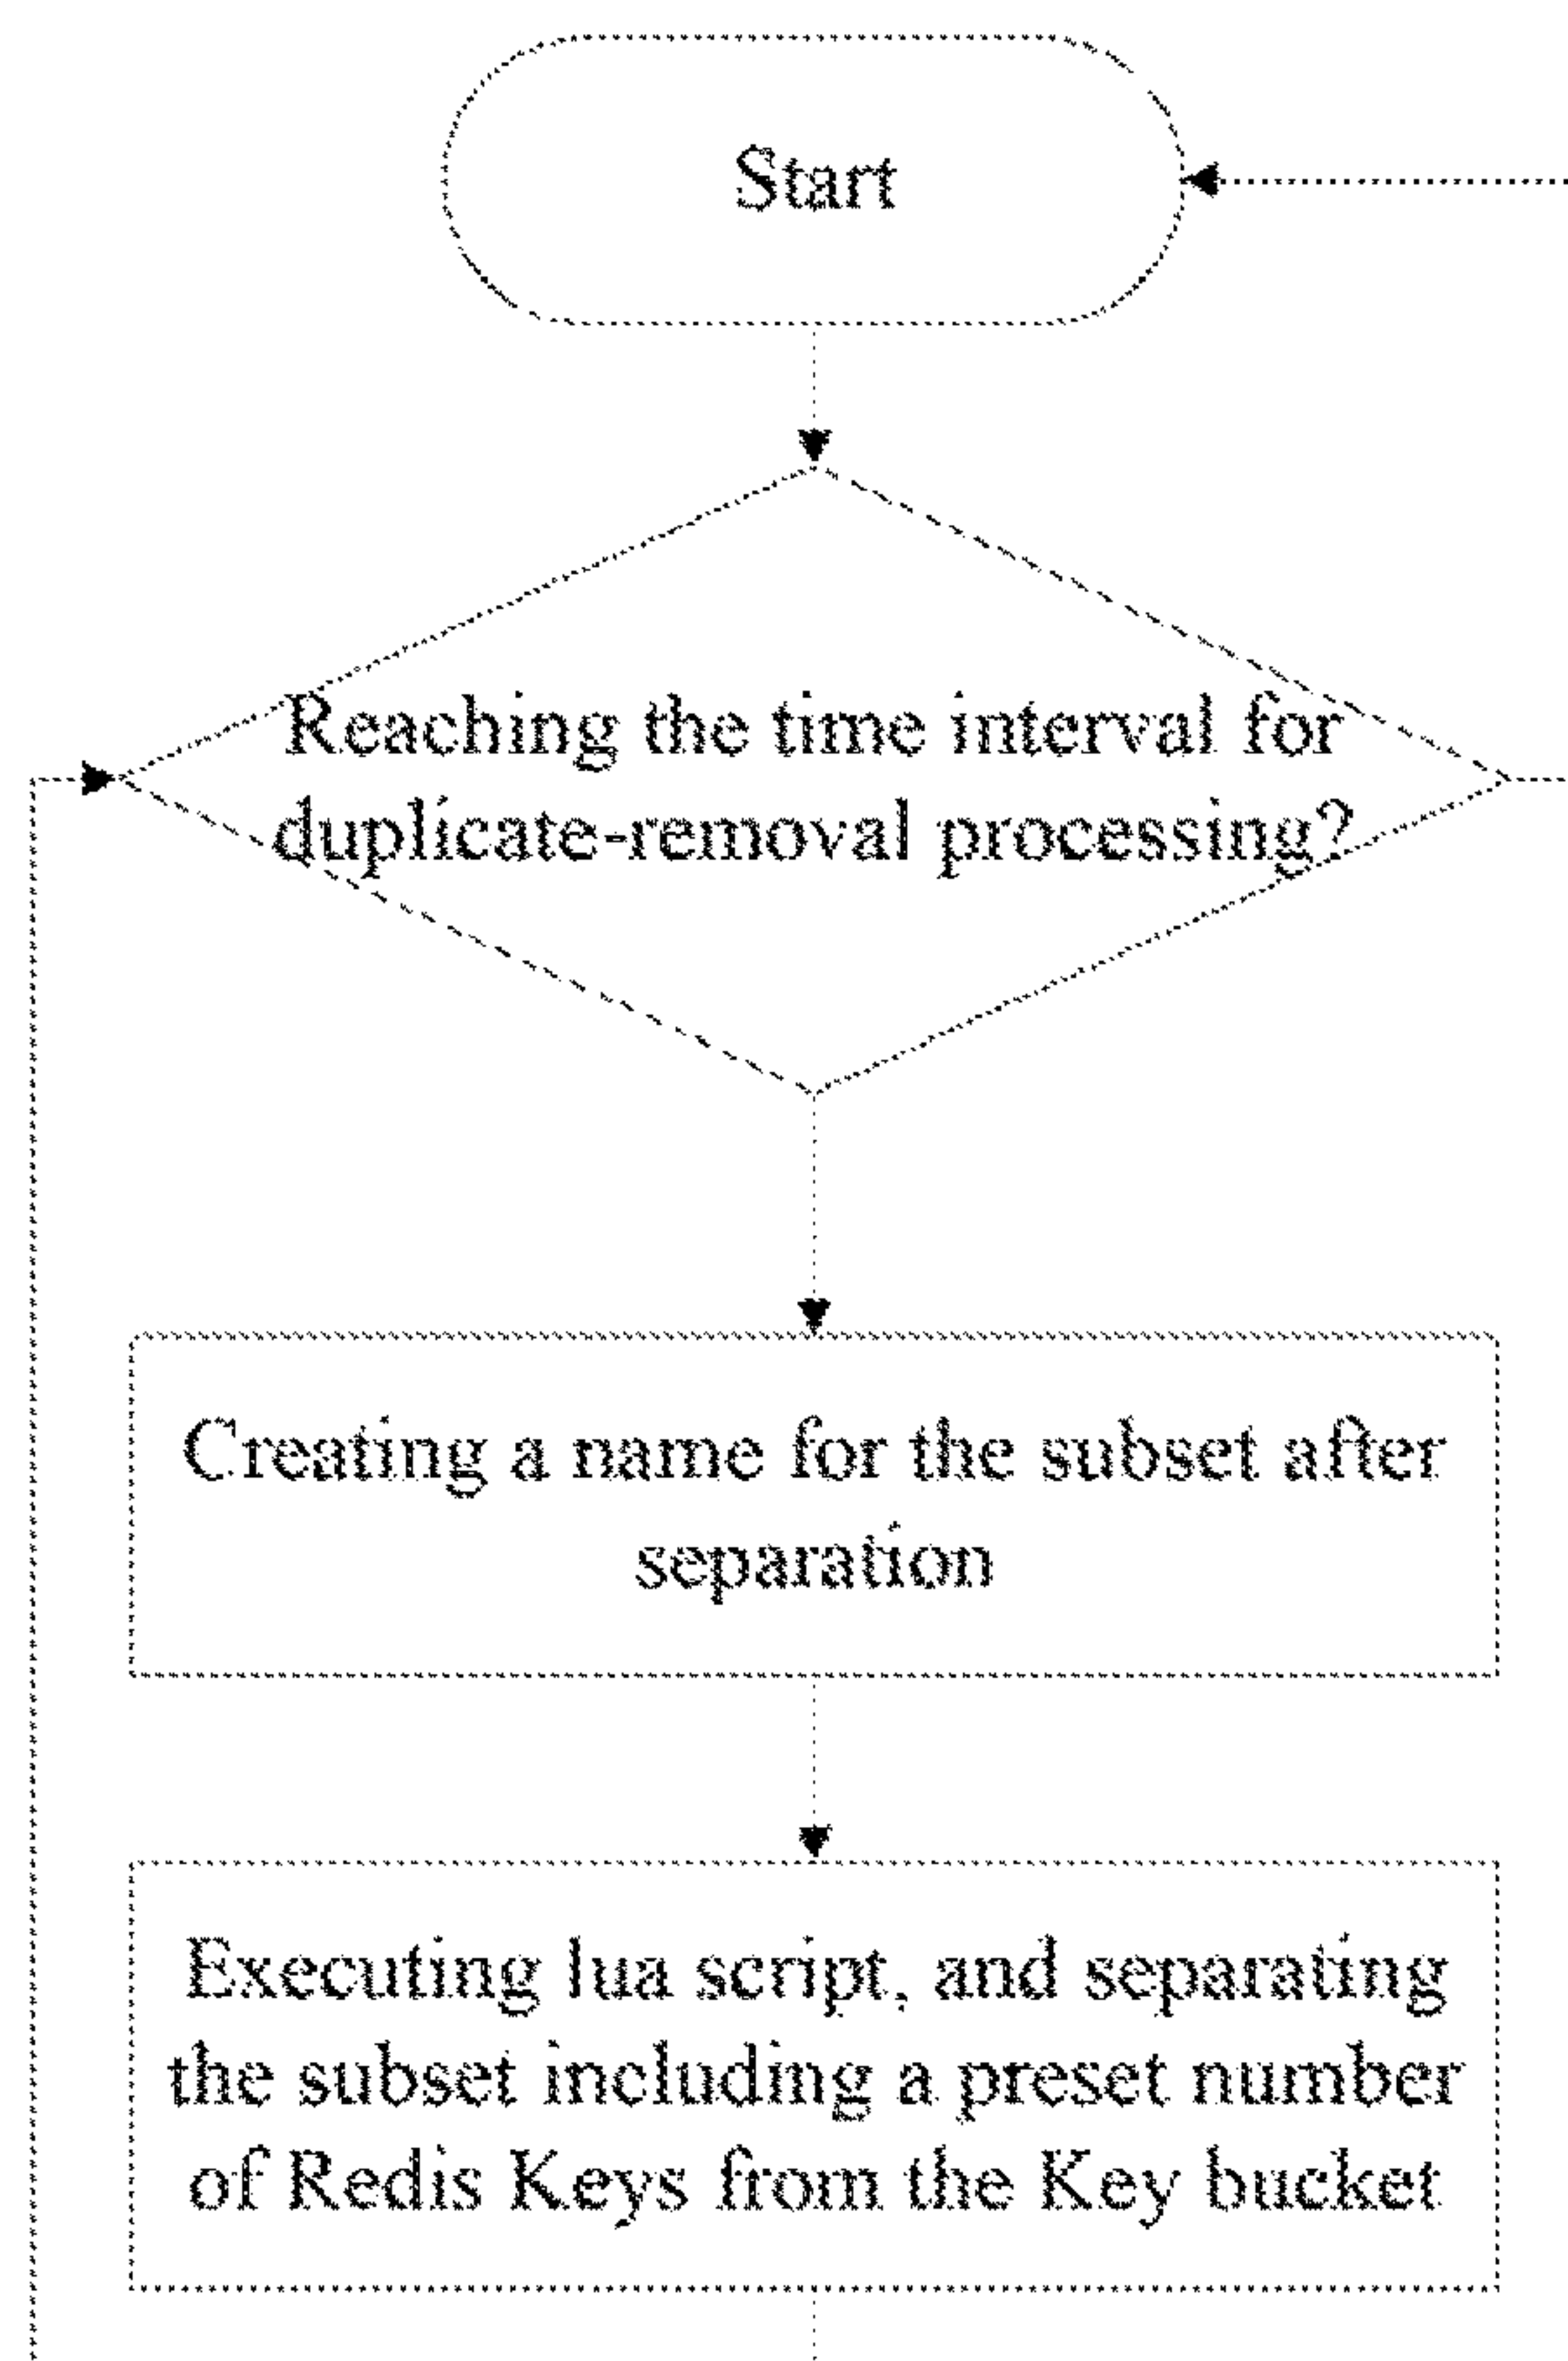 Start
Reaching the time interval for
duplicate-removal processing?
Creating a name for the subset after
separation
Executing lua script, and separating
the subset including a preset number
of Redis Keys from the Key bucket